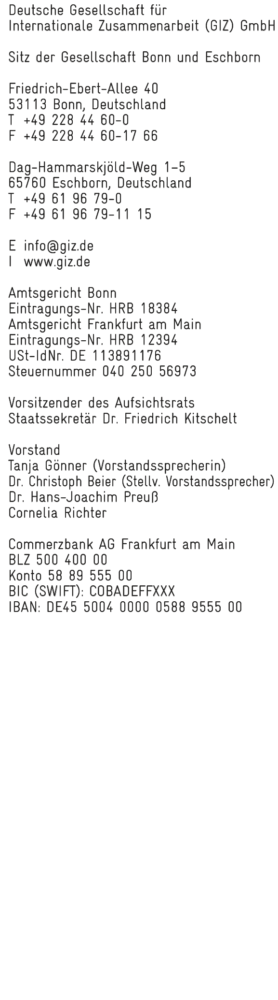 Deutsche Gesellschaft für
Internationale Zusammenarbeit (GIZ) GmbH
Sitz der Gesellschaft Bonn und Eschborn
Friedrich-Ebert-Allee 40
53113 Bonn, Deutschland
T +49 228 44 60-0
F +49 228 44 60-17 66
Dag-Hammarskjöld-Weg 1-5
65760 Eschborn, Deutschland
T +49 61 96 79-0
F +49 61 96 79-11 15
E info@giz.de
I www.giz.de
Amtsgericht Bonn
Eintragungs-Nr. HRB 18384
Amtsgericht Frankfurt am Main
Eintragungs-Nr. HRB 12394
USt-IdNr. DE 113891176
Steuernummer 040 250 56973
Vorsitzender des Aufsichtsrats
Staatssekretär Dr. Friedrich Kitschelt
Vorstand
Tanja Gönner (Vorstandssprecherin)
Dr. Christoph Beier (Stellv. Vorstandssprecher)
Dr. Hans-Joachim Preuß
Cornelia Richter
Commerzbank AG Frankfurt am Main
BLZ 500 400 00
Konto 58 89 555 00
BIC (SWIFT): COBADEFFXXX
IBAN: DE45 5004 0000 0588 9555 00